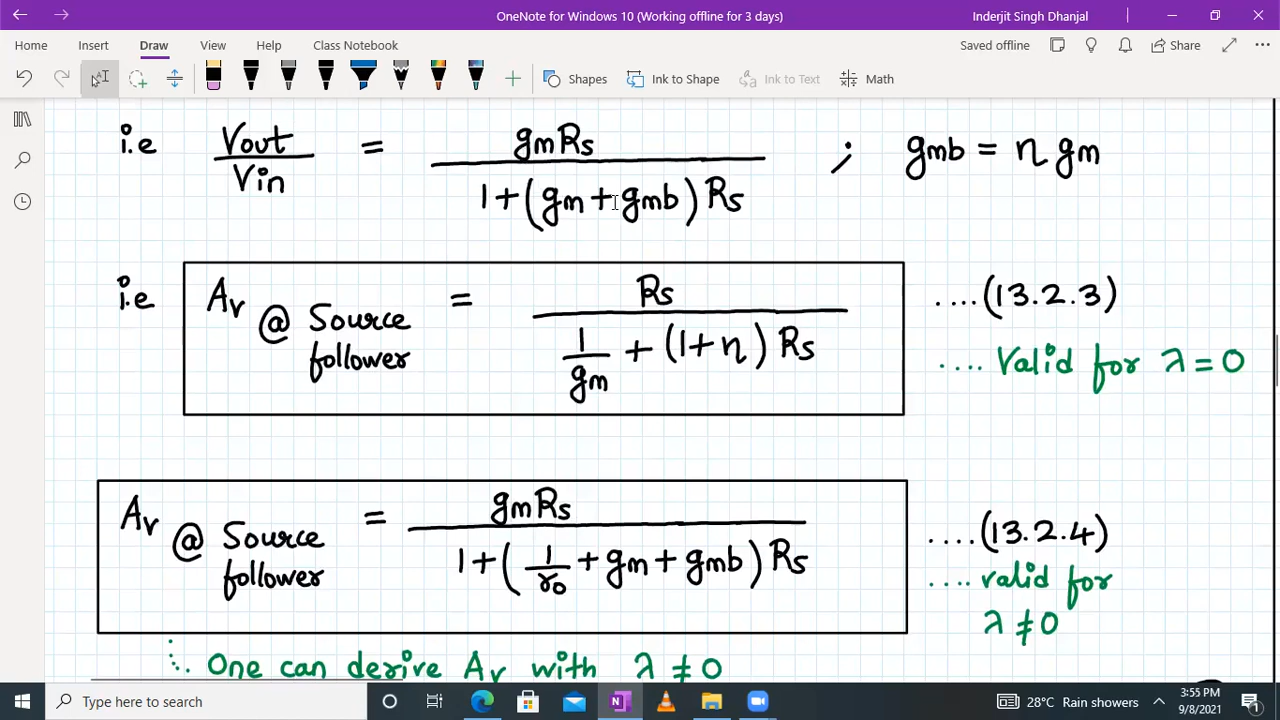 OneNote for Windows 10 (Working offline for 3 days)
Inderjit Singh Dhanjal
Home Insert Draw View Help Class Notebook
Saved offline
Share
Shapes Ink to Shape Ink to Text Math
i.e Vout/Vin = gmRs / 1+(gm+gmb)Rs ; gmb = η gm
i.e Av @ Source follower = Rs / 1/gm + (1+η) Rs ....(13.2.3)
.... Valid for λ = 0
Av @ Source follower = gmRs / 1+(1/ro + gm + gmb)Rs ....(13.2.4)
.... valid for
λ ≠ 0
One can derive Av with λ ≠ 0
Type here to search
28°C Rain showers
3:55 PM
9/8/2021
1